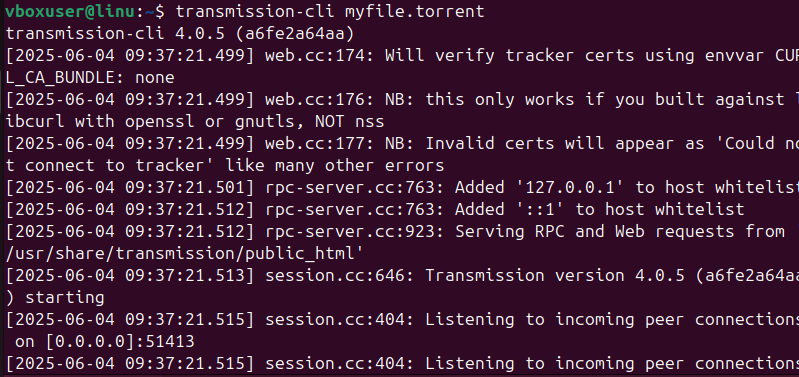 vboxuser@linu:~$ transmission-cli myfile.torrent
transmission-cli 4.0.5 (a6fe2a64aa)
[2025-06-04 09:37:21.499] web.cc:174: Will verify tracker certs using envvar CUR
L_CA_BUNDLE: none
[2025-06-04 09:37:21.499] web.cc:176: NB: this only works if you built against l
ibcurl with openssl or gnutls, NOT nss
[2025-06-04 09:37:21.499] web.cc:177: NB: Invalid certs will appear as 'Could no
t connect to tracker' like many other errors
[2025-06-04 09:37:21.501] rpc-server.cc:763: Added '127.0.0.1' to host whitelist
[2025-06-04 09:37:21.512] rpc-server.cc:763: Added '::1' to host whitelist
[2025-06-04 09:37:21.512] rpc-server.cc:923: Serving RPC and Web requests from
/usr/share/transmission/public_html'
[2025-06-04 09:37:21.513] session.cc:646: Transmission version 4.0.5 (a6fe2a64aa
) starting
[2025-06-04 09:37:21.515] session.cc:404: Listening to incoming peer connections
on [0.0.0.0]:51413
[2025-06-04 09:37:21.515] session.cc:404: Listening to incoming peer connections